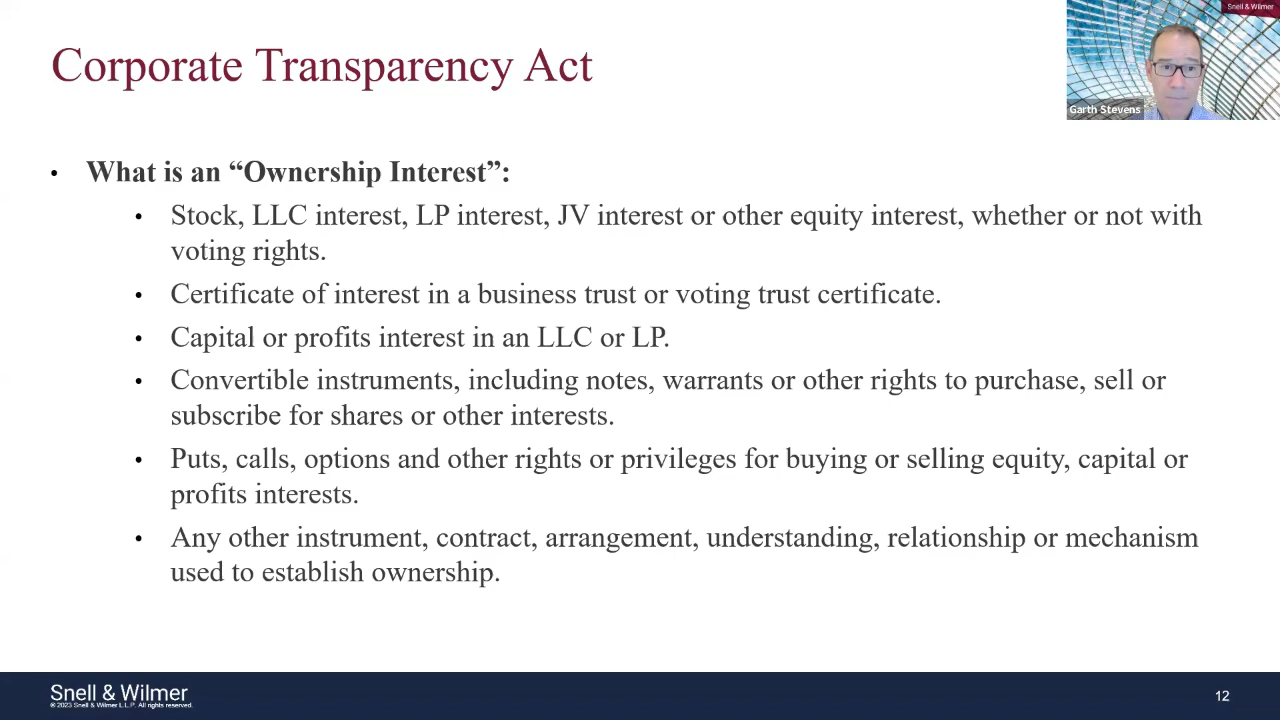 Snell & Wilmer
Corporate Transparency Act
Garth Stevens
• What is an “Ownership Interest”:
• Stock, LLC interest, LP interest, JV interest or other equity interest, whether or not with
voting rights.
• Certificate of interest in a business trust or voting trust certificate.
• Capital or profits interest in an LLC or LP.
• Convertible instruments, including notes, warrants or other rights to purchase, sell or
subscribe for shares or other interests.
• Puts, calls, options and other rights or privileges for buying or selling equity, capital or
profits interests.
• Any other instrument, contract, arrangement, understanding, relationship or mechanism
used to establish ownership.
Snell & Wilmer
© 2023 Snell & Wilmer L.L.P. All rights reserved.
12